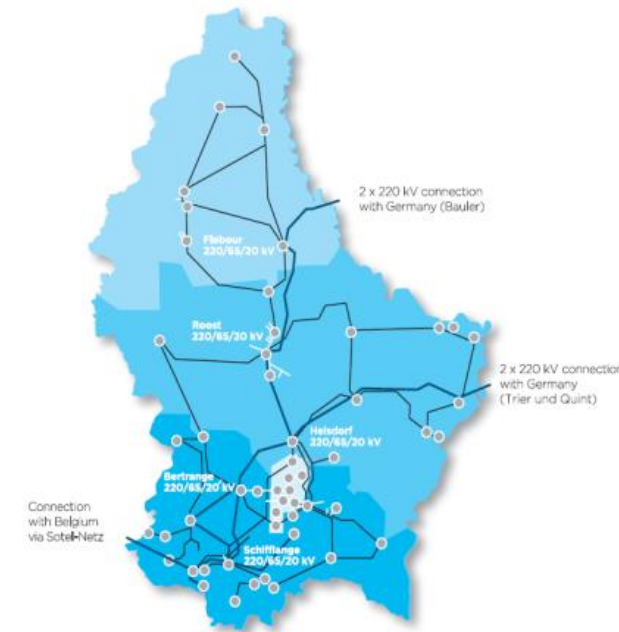 2 x 220 kV connection
with Germany (Bauler)
Flebour
220/65/20 kV
Roost
220/65/20 kV
2 x 220 kV connection
with Germany
(Trier und Quint)
Heisdorf
220/65/20 kV
Bertrange
220/65/20 kV
Connection
with Belgium
via Sotel-Netz
Schifflange
220/65/20 kV